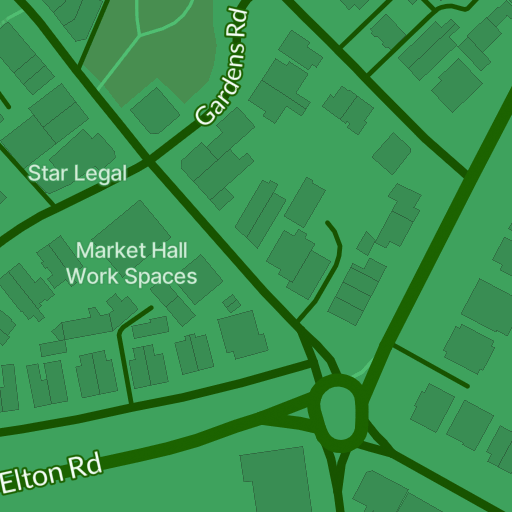 Gardens Rd
Star Legal
Market Hall
Work Spaces
Elton Rd